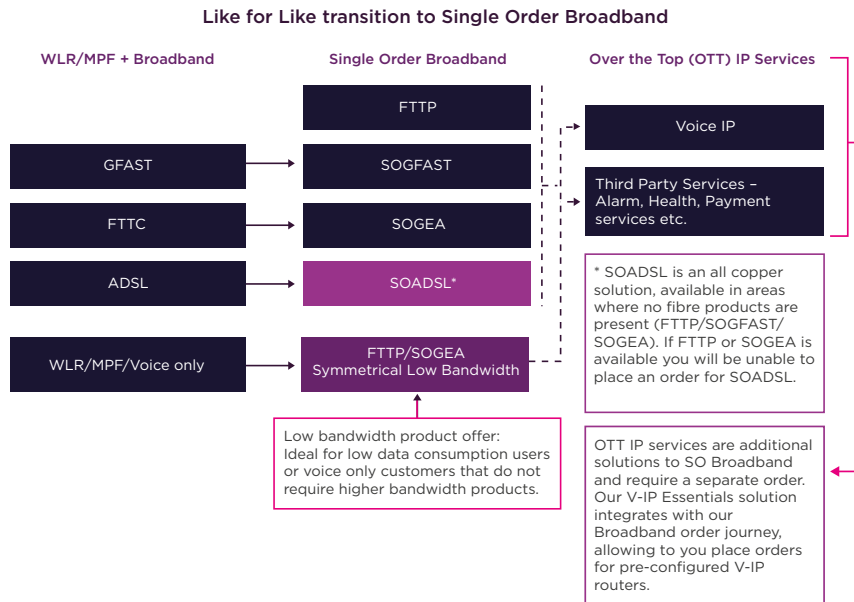 Like for Like transition to Single Order Broadband
WLR/MPF + Broadband
Single Order Broadband
Over the Top (OTT) IP Services
FTTP
Voice IP
GFAST
SOGFAST
Third Party Services –
Alarm, Health, Payment
services etc.
FTTC
SOGEA
ADSL
SOADSL*
* SOADSL is an all copper
solution, available in areas
where no fibre products are
present (FTTP/SOGFAST/
SOGEA). If FTTP or SOGEA is
available you will be unable to
place an order for SOADSL.
WLR/MPF/Voice only
FTTP/SOGEA
Symmetrical Low Bandwidth
Low bandwidth product offer:
Ideal for low data consumption users
or voice only customers that do not
require higher bandwidth products.
OTT IP services are additional
solutions to SO Broadband
and require a separate order.
Our V-IP Essentials solution
integrates with our
Broadband order journey,
allowing to you place orders
for pre-configured V-IP
routers.